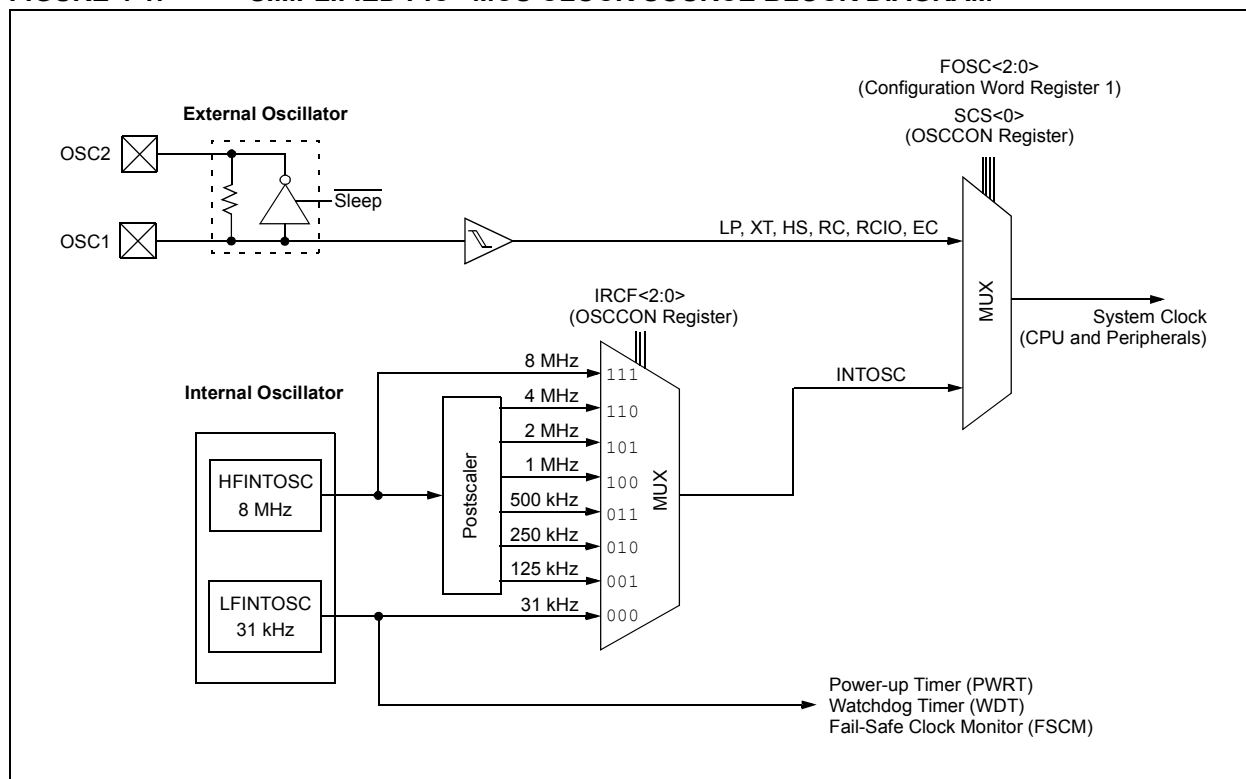 FOSC<2:0>
(Configuration Word Register 1)
SCS<0>
(OSCCON Register)
External Oscillator
OSC2
Sleep
OSC1
LP, XT, HS, RC, RCIO, EC
IRCF<2:0>
(OSCCON Register)
MUX
System Clock
(CPU and Peripherals)
8 MHz
111
INTOSC
Internal Oscillator
4 MHz
110
2 MHz
101
HFINTOSC
8 MHz
Postscaler
1 MHz
100
MUX
500 kHz
011
250 kHz
010
125 kHz
001
LFINTOSC
31 kHz
31 kHz
000
Power-up Timer (PWRT)
Watchdog Timer (WDT)
Fail-Safe Clock Monitor (FSCM)